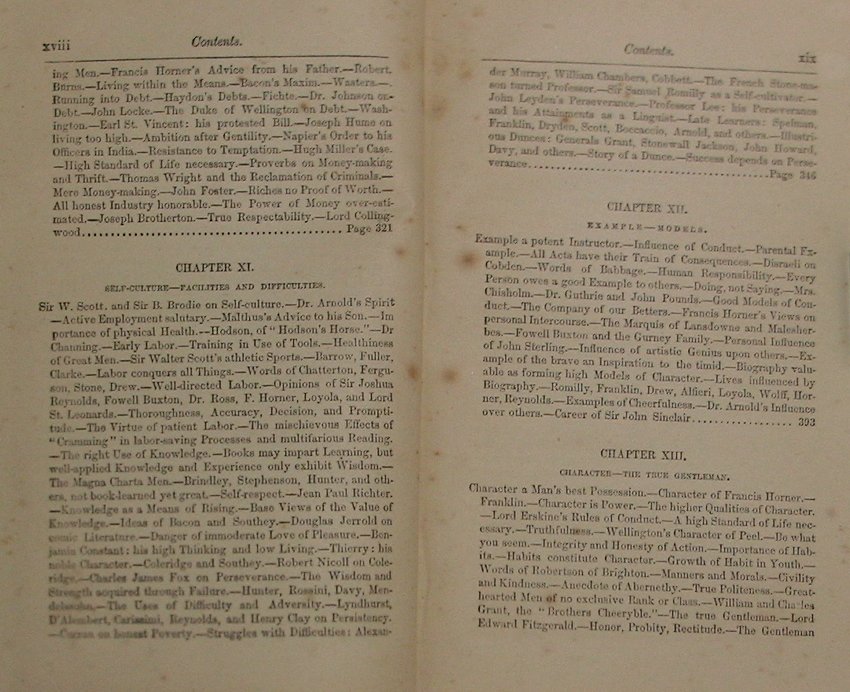 xviii
Contents.
ing Men.—Francis Horner's Advice from his Father.—Robert
Burns.—Living within the Means.—Bacon's Maxim.—Wasters.—
Running into Debt.—Haydon's Debts.—Fichte.—Dr. Johnson on
Debt.—John Locke.—The Duke of Wellington on Debt.—Wash-
ington.—Earl St. Vincent: his protested Bill.—Joseph Hume on
living too high.—Ambition after Gentility.—Napier's Order to his
Officers in India.—Resistance to Temptation.—Hugh Miller's Case.
—High Standard of Life necessary.—Proverbs on Money-making
and Thrift.—Thomas Wright and the Reclamation of Criminals.—
Mere Money-making.—John Foster.—Riches no Proof of Worth.—
All honest Industry honorable.—The Power of Money over-esti-
mated.—Joseph Brotherton.—True Respectability.—Lord Colling-
wood........................................ Page 321
CHAPTER XI.
SELF-CULTURE—FACILITIES AND DIFFICULTIES.
Sir W. Scott and Sir B. Brodie on Self-culture.—Dr. Arnold's Spirit
—Active Employment salutary.—Malthus's Advice to his Son.—Im
portance of physical Health.—Hodson, of "Hodson's Horse."—Dr
Channing.—Early Labor.—Training in Use of Tools.—Healthiness
of Great Men.—Sir Walter Scott's athletic Sports.—Barrow, Fuller,
Clarke.—Labor conquers all Things.—Words of Chatterton, Fergu-
son, Stone, Drew.—Well-directed Labor.—Opinions of Sir Joshua
Reynolds, Fowell Buxton, Dr. Ross, F. Horner, Loyola, and Lord
St. Leonards.—Thoroughness, Accuracy, Decision, and Prompti-
tude.—The Virtue of patient Labor.—The mischievous Effects of
"Cramming" in labor-saving Processes and multifarious Reading.
—The right Use of Knowledge.—Books may impart Learning, but
well-applied Knowledge and Experience only exhibit Wisdom.—
The Magna Charta Men.—Brindley, Stephenson, Hunter, and oth-
ers, not book-learned yet great.—Self-respect.—Jean Paul Richter.
—Knowledge as a Means of Rising.—Base Views of the Value of
Knowledge.—Ideas of Bacon and Southey.—Douglas Jerrold on
comic Literature.—Danger of immoderate Love of Pleasure.—Ben-
jamin Constant: his high Thinking and low Living.—Thierry: his
noble Character.—Coleridge and Southey.—Robert Nicoll on Cole-
ridge.—Charles James Fox on Perseverance.—The Wisdom and
Strength acquired through Failure.—Hunter, Rossini, Davy, Men-
delssohn.—The Uses of Difficulty and Adversity.—Lyndhurst,
D'Alembert, Carissimi, Reynolds, and Henry Clay on Persistency.
—Curran on honest Poverty.—Struggles with Difficulties: Alexan-
Contents.
xix
der Murray, William Chambers, Cobbett.—The French Stone-ma-
son turned Professor.—Sir Samuel Romilly as a Self-cultivator.—
John Leyden's Perseverance.—Professor Lee: his Perseverance
and his Attainments as a Linguist.—Late Learners: Spelman,
Franklin, Dryden, Scott, Boccaccio, Arnold, and others.—Illustri-
ous Dunces: Generals Grant, Stonewall Jackson, John Howard,
Davy, and others.—Story of a Dunce.—Success depends on Perse-
verance........................................Page 346
CHAPTER XII.
EXAMPLE—MODELS.
Example a potent Instructor.—Influence of Conduct.—Parental Ex-
ample.—All Acts have their Train of Consequences.—Disraeli on
Cobden.—Words of Babbage.—Human Responsibility.—Every
Person owes a good Example to others.—Doing, not Saying.—Mrs.
Chisholm.—Dr. Guthrie and John Pounds.—Good Models of Con-
duct.—The Company of our Betters.—Francis Horner's Views on
personal Intercourse.—The Marquis of Lansdowne and Malesher-
bes.—Fowell Buxton and the Gurney Family.—Personal Influence
of John Sterling.—Influence of artistic Genius upon others.—Ex-
ample of the brave an Inspiration to the timid.—Biography valu-
able as forming high Models of Character.—Lives influenced by
Biography.—Romilly, Franklin, Drew, Alfieri, Loyola, Wolff, Hor-
ner, Reynolds.—Examples of Cheerfulness.—Dr. Arnold's Influence
over others.—Career of Sir John Sinclair................. 393
CHAPTER XIII.
CHARACTER—THE TRUE GENTLEMAN.
Character a Man's best Possession.—Character of Francis Horner.—
Franklin.—Character is Power.—The higher Qualities of Character.
—Lord Erskine's Rules of Conduct.—A high Standard of Life nec-
essary.—Truthfulness.—Wellington's Character of Peel.—Be what
you seem.—Integrity and Honesty of Action.—Importance of Hab-
its.—Habits constitute Character.—Growth of Habit in Youth.—
Words of Robertson of Brighton.—Manners and Morals.—Civility
and Kindness.—Anecdote of Abernethy.—True Politeness.—Great-
hearted Men of no exclusive Rank or Class.—William and Charles
Grant, the "Brothers Cheeryble."—The true Gentleman.—Lord
Edward Fitzgerald.—Honor, Probity, Rectitude.—The Gentleman